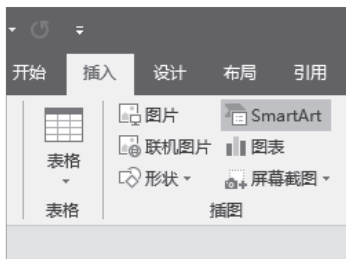 开始 插入 设计 布局 引用
图片 SmartArt
联机图片 图表
表格
形状 屏幕截图
表格 插图